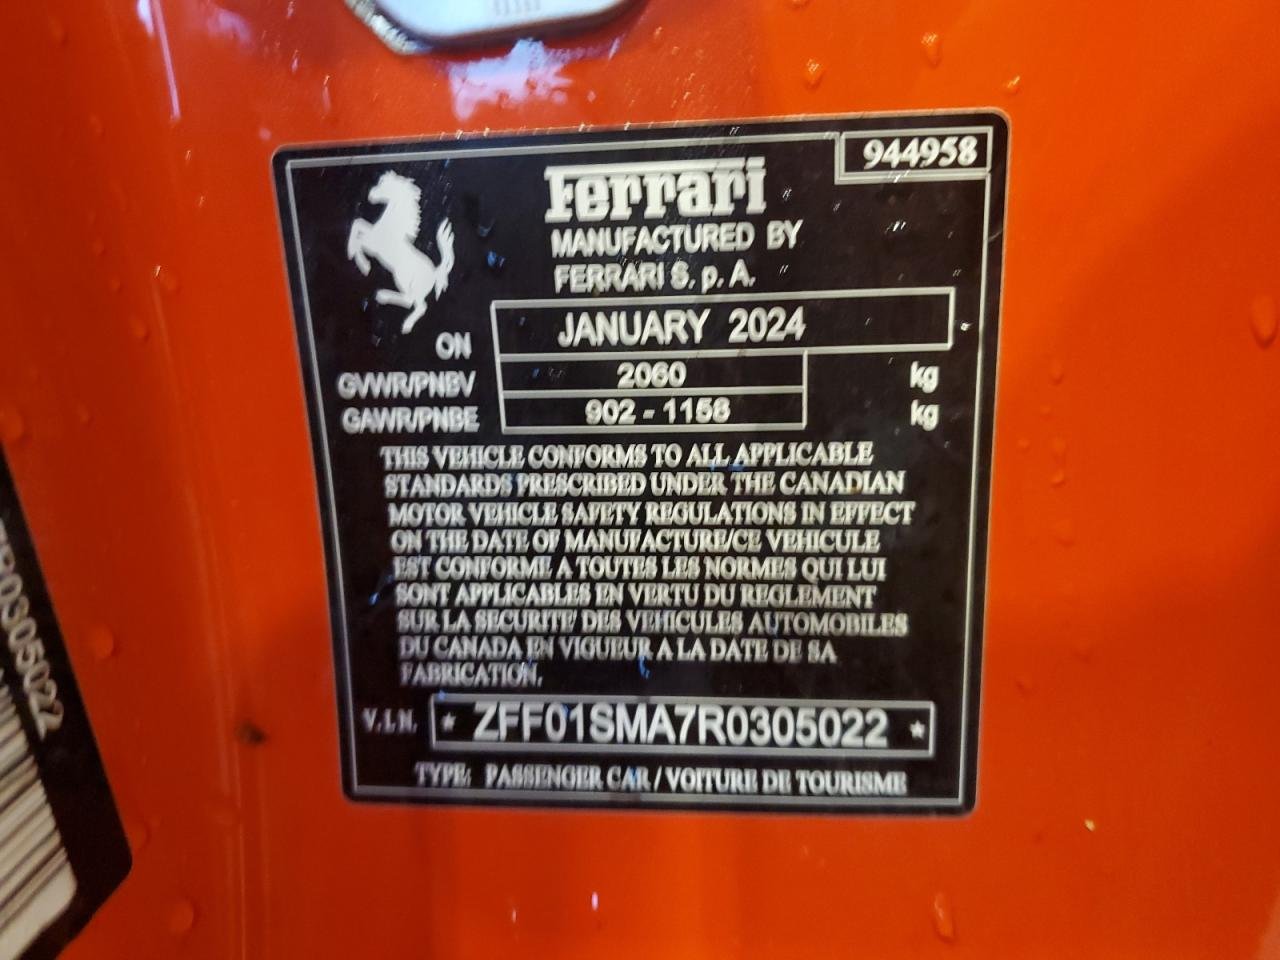 944958
Ferrari
MANUFACTURED BY
FERRARI S. p. A.
ON JANUARY 2024
GVWR/PNBV 2060 kg
GAWR/PNBE 902 - 1158 kg
THIS VEHICLE CONFORMS TO ALL APPLICABLE
STANDARDS PRESCRIBED UNDER THE CANADIAN
MOTOR VEHICLE SAFETY REGULATIONS IN EFFECT
ON THE DATE OF MANUFACTURE/CE VEHICULE
EST CONFORME A TOUTES LES NORMES QUI LUI
SONT APPLICABLES EN VERTU DU REGLEMENT
SUR LA SECURITE DES VEHICULES AUTOMOBILES
DU CANADA EN VIGUEUR A LA DATE DE SA
FABRICATION.
V.I.N. * ZFF01SMA7R0305022 *
TYPE: PASSENGER CAR / VOITURE DE TOURISME
R0305022